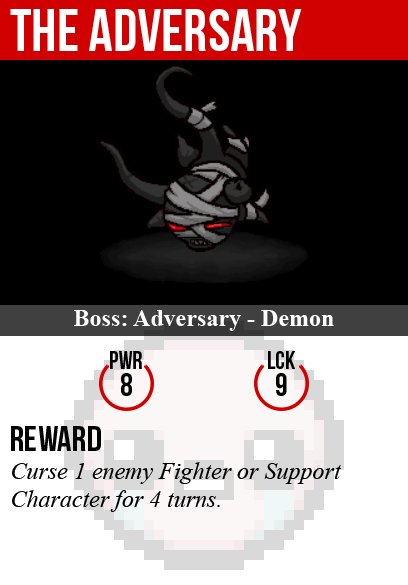 THE ADVERSARY
Boss: Adversary - Demon
PWR
8
LCK
9
REWARD
Curse 1 enemy Fighter or Support
Character for 4 turns.